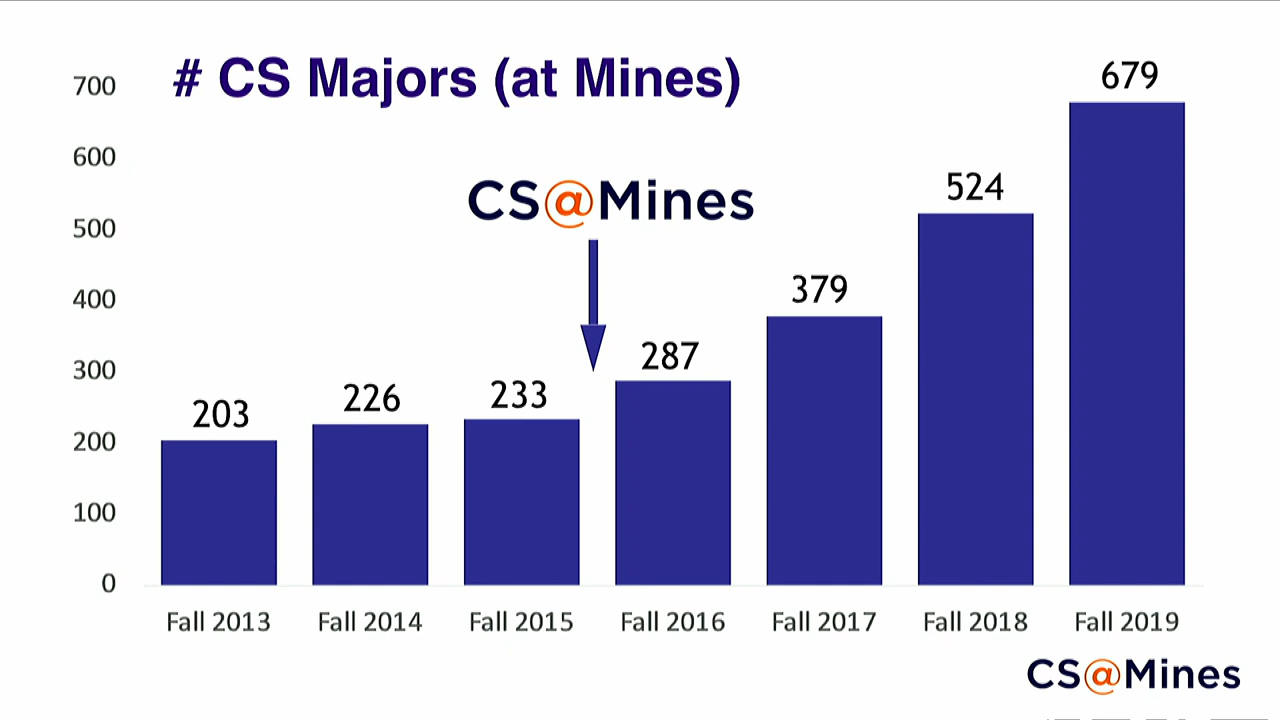 # CS Majors (at Mines)
CS@Mines
700
600
500
400
300
200
100
0
203
226
233
287
379
524
679
Fall 2013
Fall 2014
Fall 2015
Fall 2016
Fall 2017
Fall 2018
Fall 2019
CS@Mines